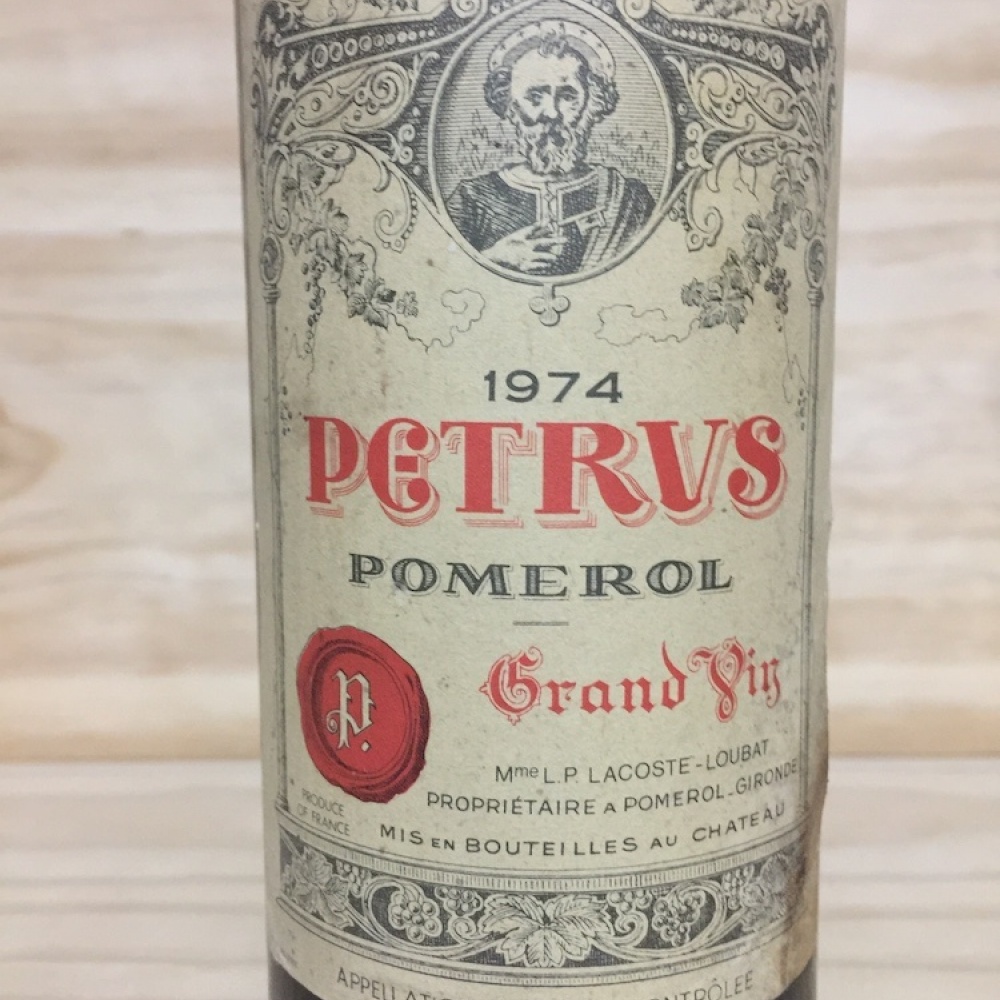 1974
PETRVS
POMEROL
Grand Vin
P.
Mme L.P. LACOSTE-LOUBAT
PROPRIÉTAIRE A POMEROL-GIRONDE
MIS EN BOUTEILLES AU CHATEAU
PRODUCE
OF FRANCE